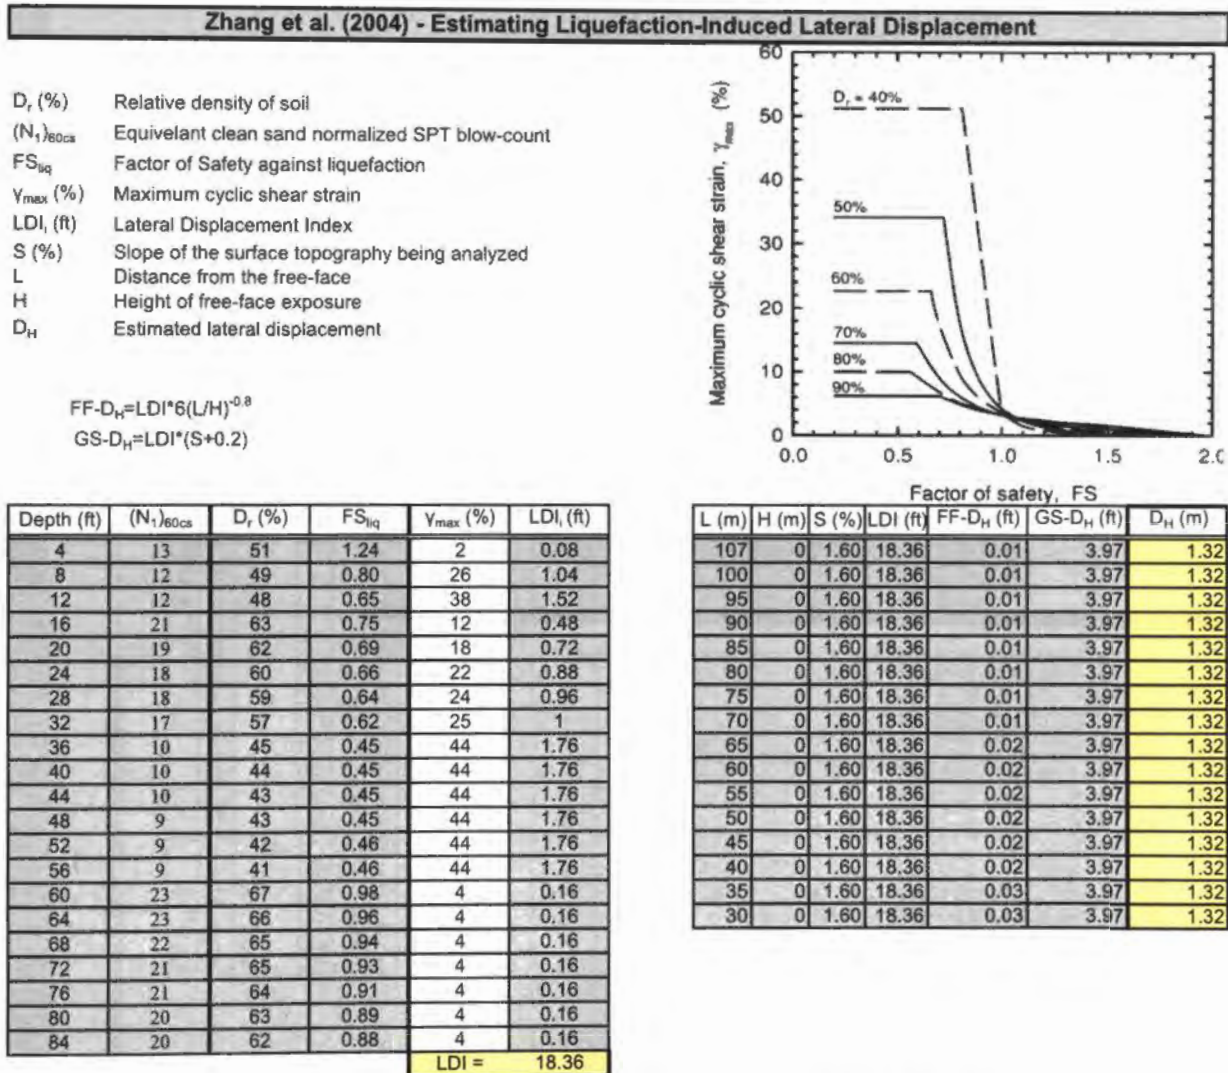 Zhang et al. (2004) - Estimating Liquefaction-Induced Lateral Displacement
Dr (%) Relative density of soil
(N1)60cs Equivelant clean sand normalized SPT blow-count
FSliq Factor of Safety against liquefaction
γmax (%) Maximum cyclic shear strain
LDIi (ft) Lateral Displacement Index
S (%) Slope of the surface topography being analyzed
L Distance from the free-face
H Height of free-face exposure
DH Estimated lateral displacement
FF-DH=LDI*6(L/H)^-0.8
GS-DH=LDI*(S+0.2)
Maximum cyclic shear strain, γmax (%)
60
50
40
30
20
10
0
Dr = 40%
50%
60%
70%
80%
90%
0.0 0.5 1.0 1.5 2.0
Factor of safety, FS
Depth (ft) (N1)60cs Dr (%) FSliq γmax (%) LDIi (ft)
4 13 51 1.24 2 0.08
8 12 49 0.80 26 1.04
12 12 48 0.65 38 1.52
16 21 63 0.75 12 0.48
20 19 62 0.69 18 0.72
24 18 60 0.66 22 0.88
28 18 59 0.64 24 0.96
32 17 57 0.62 25 1
36 10 45 0.45 44 1.76
40 10 44 0.45 44 1.76
44 10 43 0.45 44 1.76
48 9 43 0.45 44 1.76
52 9 42 0.46 44 1.76
56 9 41 0.46 44 1.76
60 23 67 0.98 4 0.16
64 23 66 0.96 4 0.16
68 22 65 0.94 4 0.16
72 21 65 0.93 4 0.16
76 21 64 0.91 4 0.16
80 20 63 0.89 4 0.16
84 20 62 0.88 4 0.16
LDI = 18.36
L (m) H (m) S (%) LDI (ft) FF-DH (ft) GS-DH (ft) DH (m)
107 0 1.60 18.36 0.01 3.97 1.32
100 0 1.60 18.36 0.01 3.97 1.32
95 0 1.60 18.36 0.01 3.97 1.32
90 0 1.60 18.36 0.01 3.97 1.32
85 0 1.60 18.36 0.01 3.97 1.32
80 0 1.60 18.36 0.01 3.97 1.32
75 0 1.60 18.36 0.01 3.97 1.32
70 0 1.60 18.36 0.01 3.97 1.32
65 0 1.60 18.36 0.02 3.97 1.32
60 0 1.60 18.36 0.02 3.97 1.32
55 0 1.60 18.36 0.02 3.97 1.32
50 0 1.60 18.36 0.02 3.97 1.32
45 0 1.60 18.36 0.02 3.97 1.32
40 0 1.60 18.36 0.02 3.97 1.32
35 0 1.60 18.36 0.03 3.97 1.32
30 0 1.60 18.36 0.03 3.97 1.32